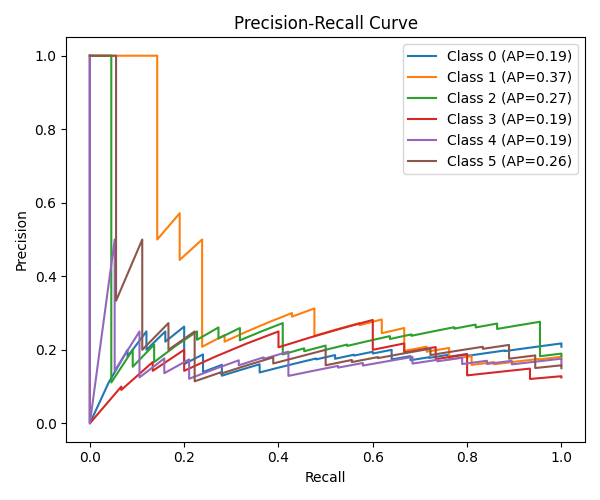 Precision-Recall Curve
Class 0 (AP=0.19)
Class 1 (AP=0.37)
Class 2 (AP=0.27)
Class 3 (AP=0.19)
Class 4 (AP=0.19)
Class 5 (AP=0.26)
Precision
1.0
0.8
0.6
0.4
0.2
0.0
0.0 0.2 0.4 0.6 0.8 1.0
Recall